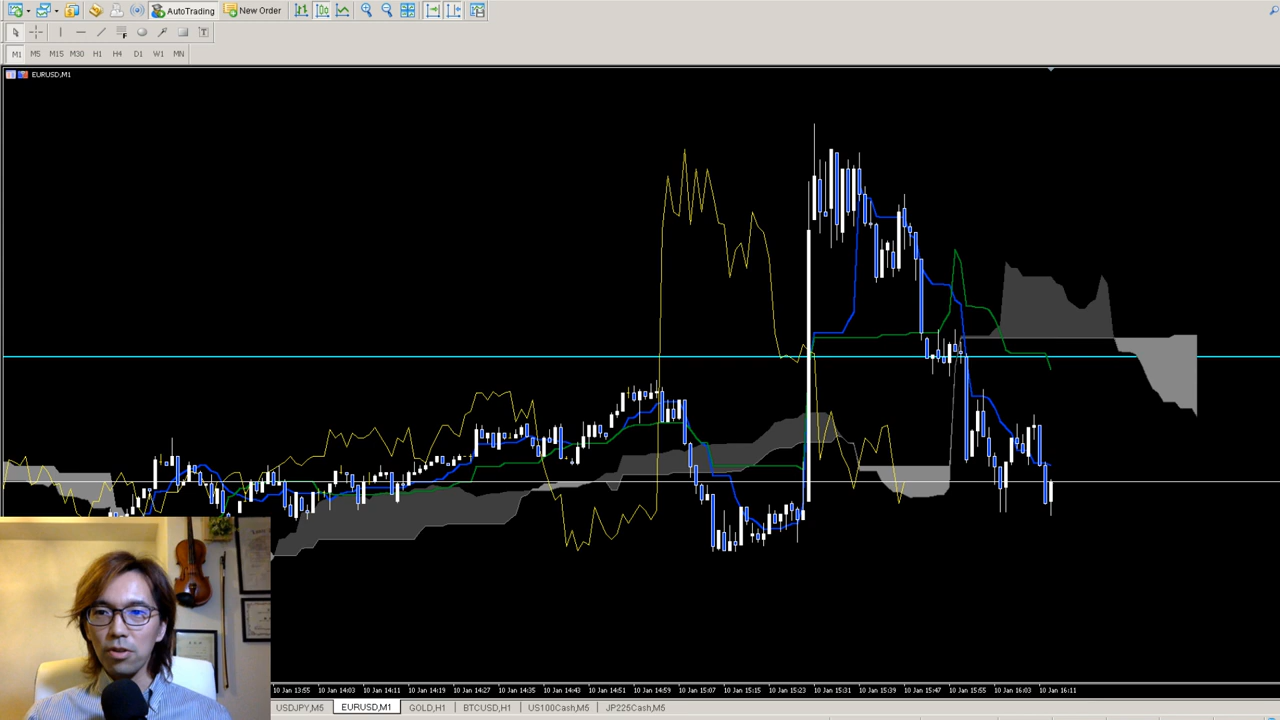 AutoTrading New Order
T
M1 M5 M15 M30 H1 H4 D1 W1 MN
EURUSD,M1
10 Jan 13:55 10 Jan 14:03 10 Jan 14:11 10 Jan 14:19 10 Jan 14:27 10 Jan 14:35 10 Jan 14:43 10 Jan 14:51 10 Jan 14:59 10 Jan 15:07 10 Jan 15:15 10 Jan 15:23 10 Jan 15:31 10 Jan 15:39 10 Jan 15:47 10 Jan 15:55 10 Jan 16:03 10 Jan 16:11
USDJPY,M5 EURUSD,M1 GOLD,H1 BTCUSD,H1 US100Cash,M5 JP225Cash,M5